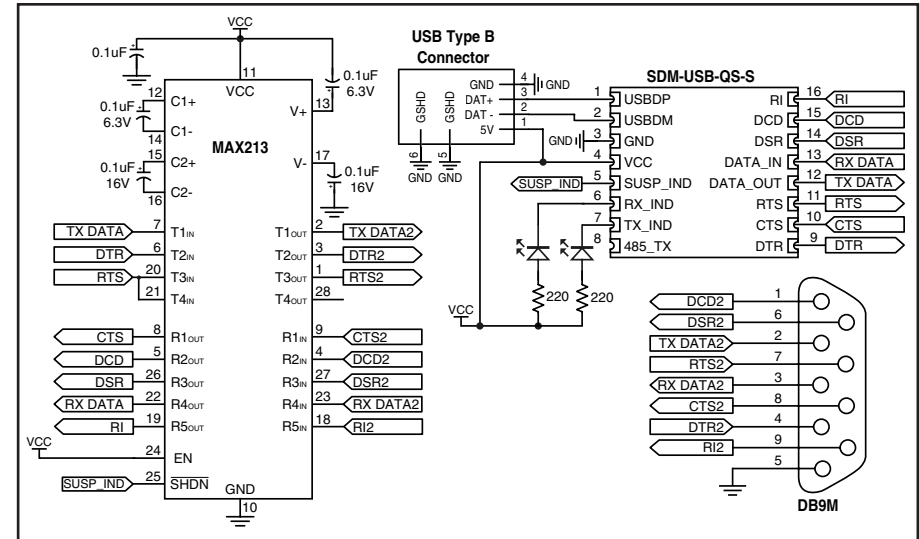 VCC
0.1uF
11
VCC
0.1uF
6.3V
12
C1+
0.1uF
6.3V
C1-
14
V+
13
MAX213
15
C2+
0.1uF
16V
C2-
16
V-
17
0.1uF
16V
TX DATA
7
T1IN
T1OUT
2
TX DATA2
DTR
6
T2IN
T2OUT
3
DTR2
RTS
20
T3IN
T3OUT
1
RTS2
21
T4IN
T4OUT
28
CTS
8
R1OUT
R1IN
9
CTS2
DCD
5
R2OUT
R2IN
4
DCD2
DSR
26
R3OUT
R3IN
27
DSR2
RX DATA
22
R4OUT
R4IN
23
RX DATA2
RI
19
R5OUT
R5IN
18
RI2
VCC
24
EN
SUSP_IND
25
SHDN
GND
10
USB Type B
Connector
GSHD
GSHD
GND
4
GND
DAT+
3
DAT -
2
5V
1
6
GND
5
GND
SDM-USB-QS-S
1
USBDP
RI
16
RI
2
USBDM
DCD
15
DCD
GND
3
GND
DSR
14
DSR
4
VCC
DATA_IN
13
RX DATA
SUSP_IND
5
SUSP_IND
DATA_OUT
12
TX DATA
6
RX_IND
RTS
11
RTS
7
TX_IND
CTS
10
CTS
8
485_TX
DTR
9
DTR
220
220
VCC
DCD2
1
DSR2
6
TX DATA2
2
RTS2
7
RX DATA2
3
CTS2
8
DTR2
4
RI2
9
5
DB9M